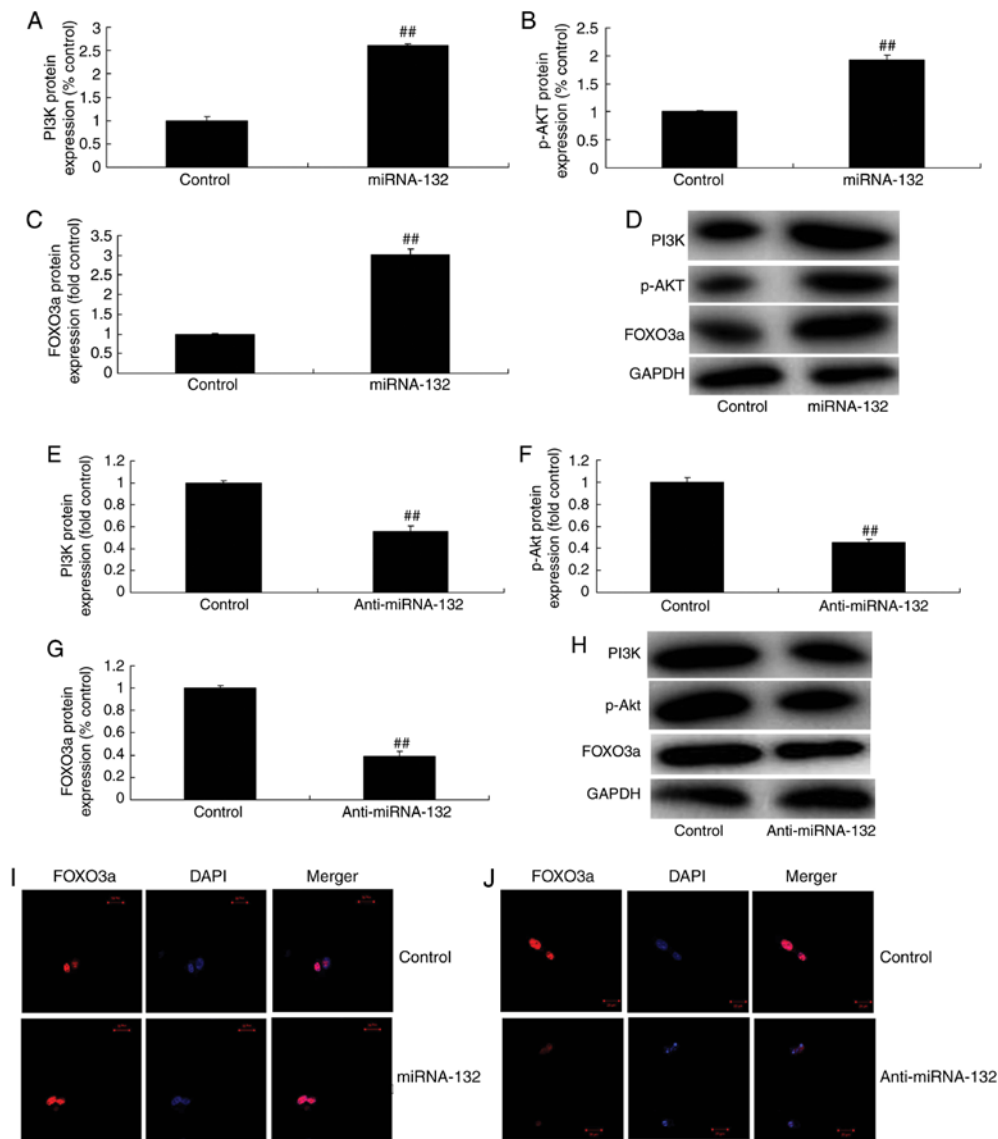 A
PI3K protein
expression (% control)
3
2.5
2
1.5
1
0.5
0
##
Control
miRNA-132
B
p-AKT protein
expression (% control)
2.5
2
1.5
1
0.5
0
##
Control
miRNA-132
C
FOXO3a protein
expression (fold control)
3.5
3
2.5
2
1.5
1
0.5
0
##
Control
miRNA-132
D
PI3K
p-AKT
FOXO3a
GAPDH
Control
miRNA-132
E
PI3K protein
expression (fold control)
1.2
1
0.8
0.6
0.4
0.2
0
##
Control
Anti-miRNA-132
F
p-Akt protein
expression (fold control)
1.2
1
0.8
0.6
0.4
0.2
0
##
Control
Anti-miRNA-132
G
FOXO3a protein
expression (% control)
1.2
1
0.8
0.6
0.4
0.2
0
##
Control
Anti-miRNA-132
H
PI3K
p-Akt
FOXO3a
GAPDH
Control
Anti-miRNA-132
I
FOXO3a
DAPI
Merger
Control
miRNA-132
J
FOXO3a
DAPI
Merger
Control
Anti-miRNA-132